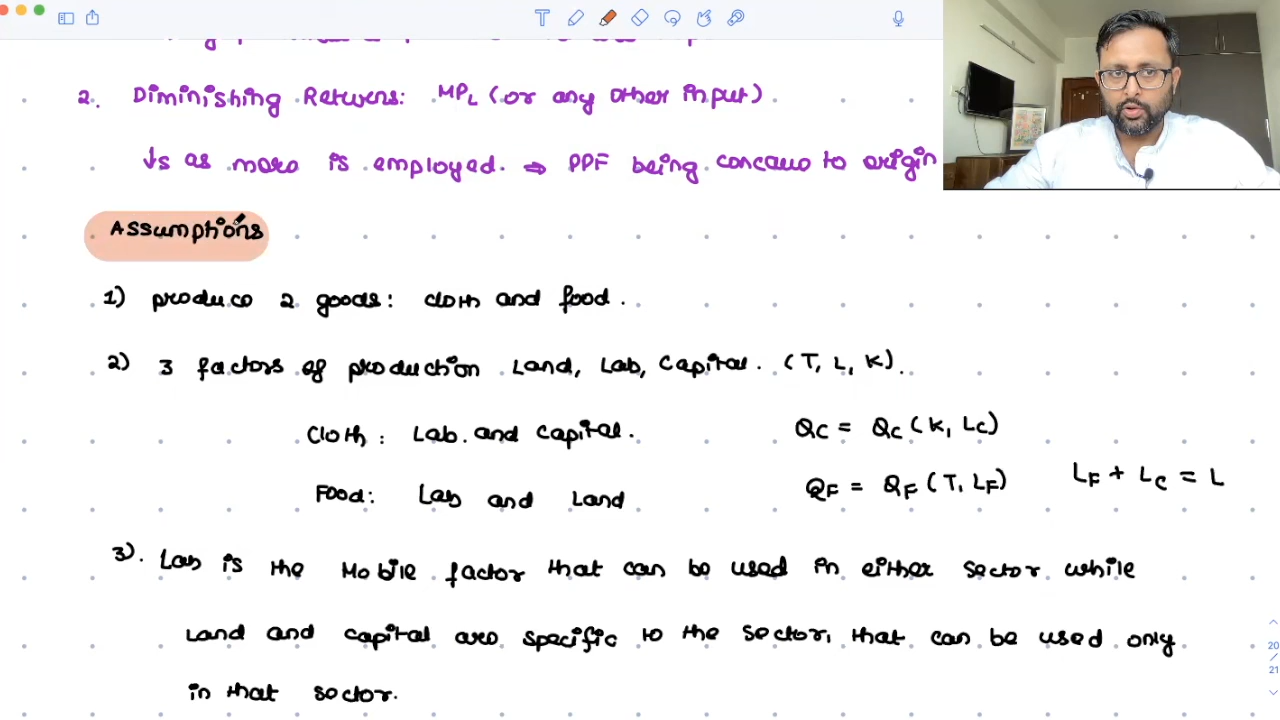 2. Diminishing Returns: MPL (or any other input)
↓s as more is employed. ⇒ PPF being concave to origin
Assumptions
1) produce 2 goods: cloth and food.
2) 3 factors of production Land, Lab, Capital. (T, L, K).
Cloth: Lab. and Capital. QC = QC (K, LC)
Food: Lab and Land QF = QF (T, LF) LF + LC = L
3). Lab is the Mobile factor that can be used in either sector while
Land and capital are specific to the sector, that can be used only
in that sector.
20
/
21